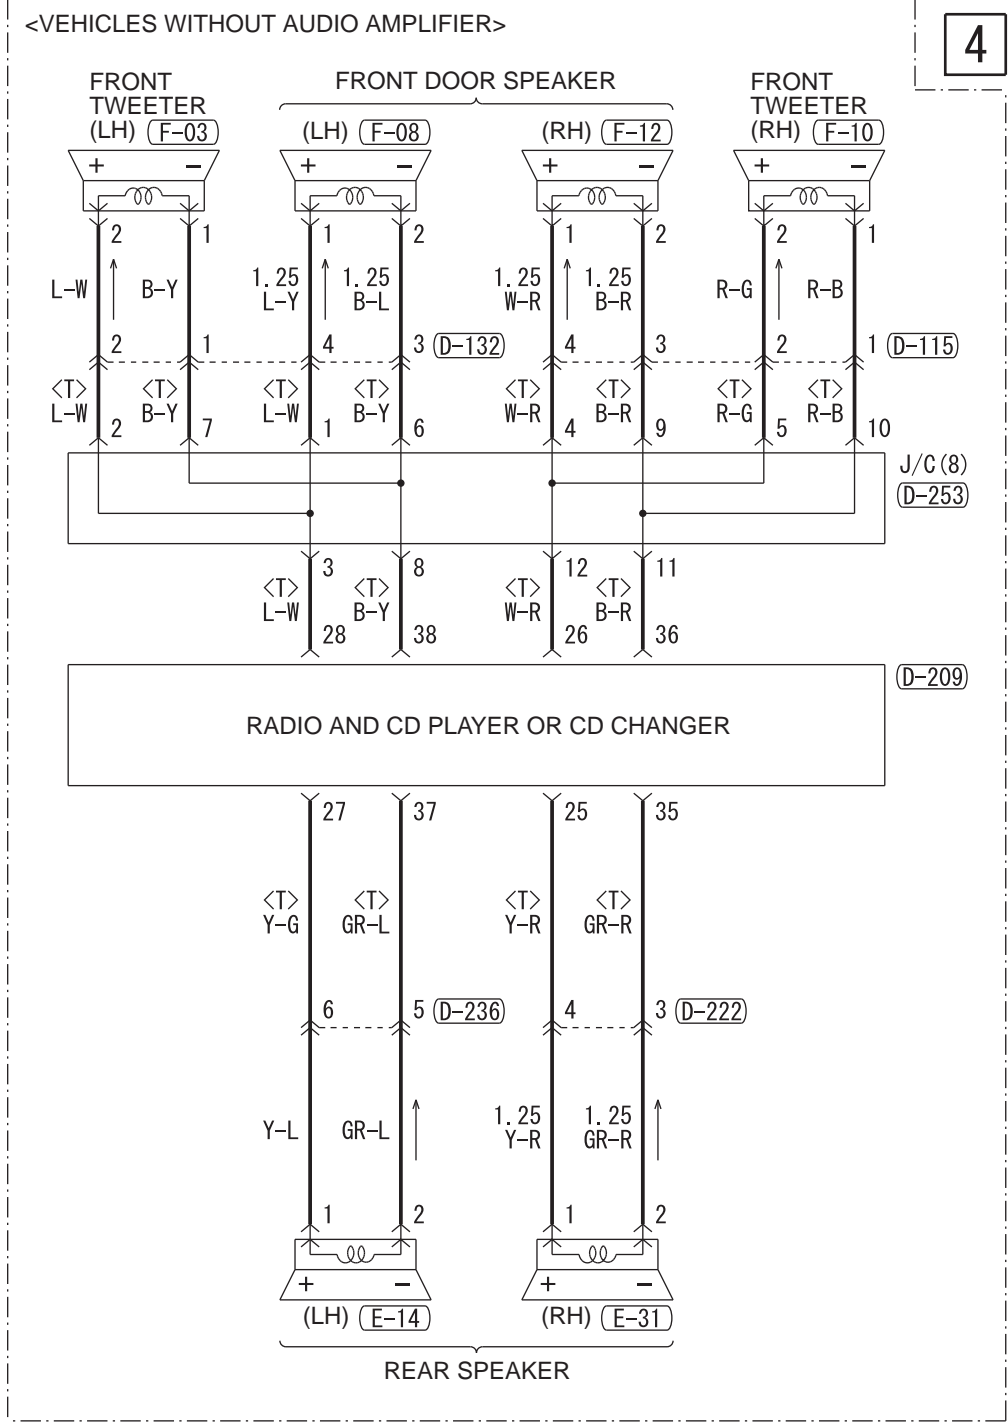 <VEHICLES WITHOUT AUDIO AMPLIFIER>
4
FRONT TWEETER (LH) F-03
FRONT DOOR SPEAKER
(LH) F-08
(RH) F-12
FRONT TWEETER (RH) F-10
+ − + − + − + −
2 1 1 2 1 2 2 1
L-W B-Y 1.25 L-Y 1.25 B-L 1.25 W-R 1.25 B-R R-G R-B
2 1 4 3 D-132 4 3 2 1 D-115
<T> <T> <T> <T> <T> <T> <T> <T>
L-W B-Y L-W B-Y W-R B-R R-G R-B
2 7 1 6 4 9 5 10
J/C(8)
D-253
3 8 12 11
<T> <T> <T> <T>
L-W B-Y W-R B-R
28 38 26 36
D-209
RADIO AND CD PLAYER OR CD CHANGER
27 37 25 35
<T> <T> <T> <T>
Y-G GR-L Y-R GR-R
6 5 D-236 4 3 D-222
1.25 1.25
Y-L GR-L Y-R GR-R
1 2 1 2
+ − + −
(LH) E-14 (RH) E-31
REAR SPEAKER